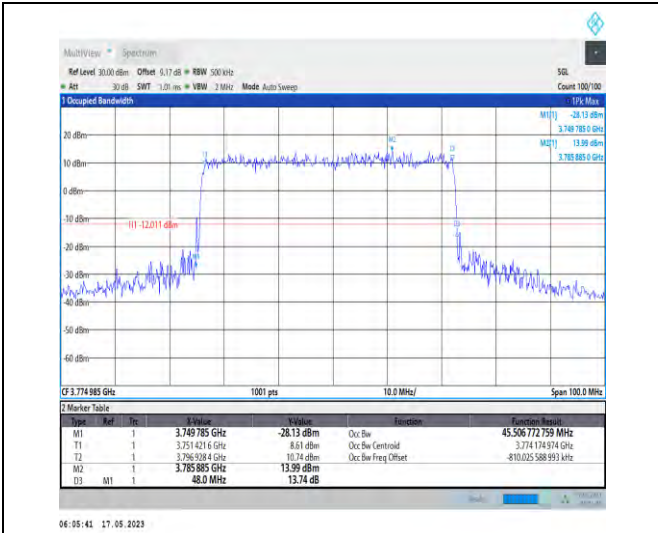 MultiView Spectrum
Ref Level 30.00 dBm Offset 9.17 dB RBW 500 kHz SGL
Att 30 dB SWT 1.01 ms VBW 2 MHz Mode Auto Sweep Count 100/100
1 Occupied Bandwidth 1Pk Max
M1[1] -28.13 dBm
3.749 785 0 GHz
M2[1] 13.99 dBm
3.785 885 0 GHz
20 dBm
10 dBm
0 dBm
-10 dBm
H1 -12.011 dBm
-20 dBm
-30 dBm
-40 dBm
-50 dBm
-60 dBm
M2
CF 3.774 985 GHz 1001 pts 10.0 MHz/ Span 100.0 MHz
2 Marker Table
Type Ref Trc X-Value Y-Value Function Function Result
M1 1 3.749 785 GHz -28.13 dBm Occ Bw 45.506 772 759 MHz
T1 1 3.751 421 6 GHz 8.61 dBm Occ Bw Centroid 3.774 174 974 GHz
T2 1 3.796 928 4 GHz 10.74 dBm Occ Bw Freq Offset -810.025 588 993 kHz
M2 1 3.785 885 GHz 13.99 dBm
D3 M1 1 48.0 MHz 13.74 dB
06:05:41 17.05.2023